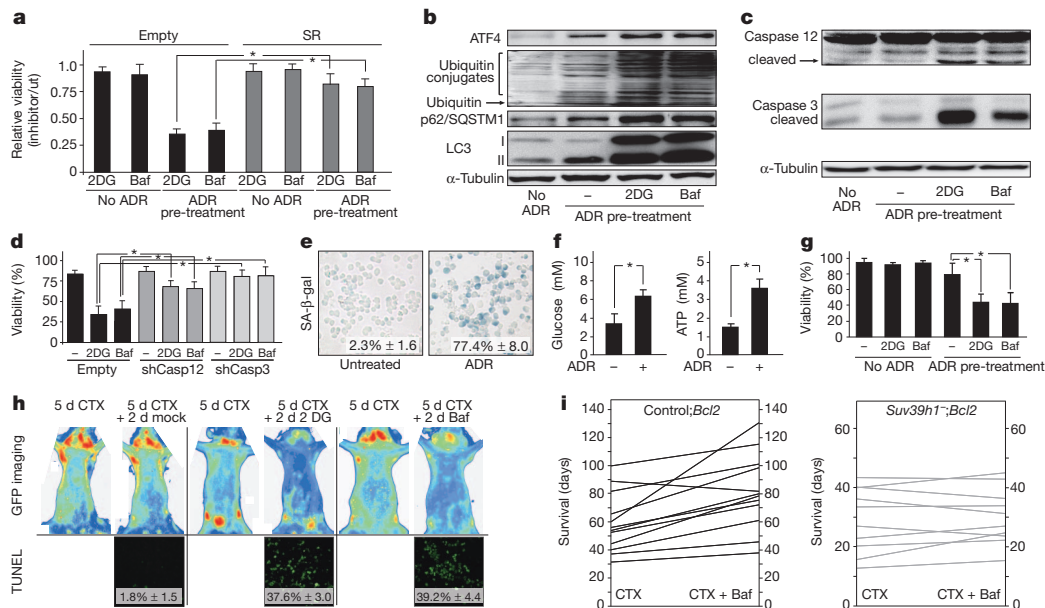 a
Empty SR
Relative viability
(inhibitor/ut)
1.0
0.75
0.50
0.25
0
* *
2DG Baf 2DG Baf 2DG Baf 2DG Baf
No ADR ADR pre-treatment No ADR ADR pre-treatment
b
ATF4
Ubiquitin
conjugates
Ubiquitin
p62/SQSTM1
LC3 I
II
α-Tubulin
No ADR – 2DG Baf
ADR pre-treatment
c
Caspase 12
cleaved
Caspase 3
cleaved
α-Tubulin
No ADR – 2DG Baf
ADR pre-treatment
d
Viability (%)
100
75
50
25
0
* * * *
– 2DG Baf – 2DG Baf – 2DG Baf
Empty shCasp12 shCasp3
e
SA-β-gal
2.3% ± 1.6 77.4% ± 8.0
Untreated ADR
f
Glucose (mM)
10
8
6
4
2
0
*
ADR – +
ATP (mM)
5
4
3
2
1
0
*
ADR – +
g
Viability (%)
100
80
60
40
20
0
* *
– 2DG Baf – 2DG Baf
No ADR ADR pre-treatment
h
5 d CTX 5 d CTX + 2 d mock 5 d CTX 5 d CTX + 2 d 2 DG 5 d CTX 5 d CTX + 2 d Baf
GFP imaging
TUNEL
1.8% ± 1.5 37.6% ± 3.0 39.2% ± 4.4
i
Control;Bcl2
Survival (days)
140 140
120 120
100 100
80 80
60 60
40 40
20 20
0 0
CTX CTX + Baf
Suv39h1⁻;Bcl2
Survival (days)
60 60
40 40
20 20
0 0
CTX CTX + Baf